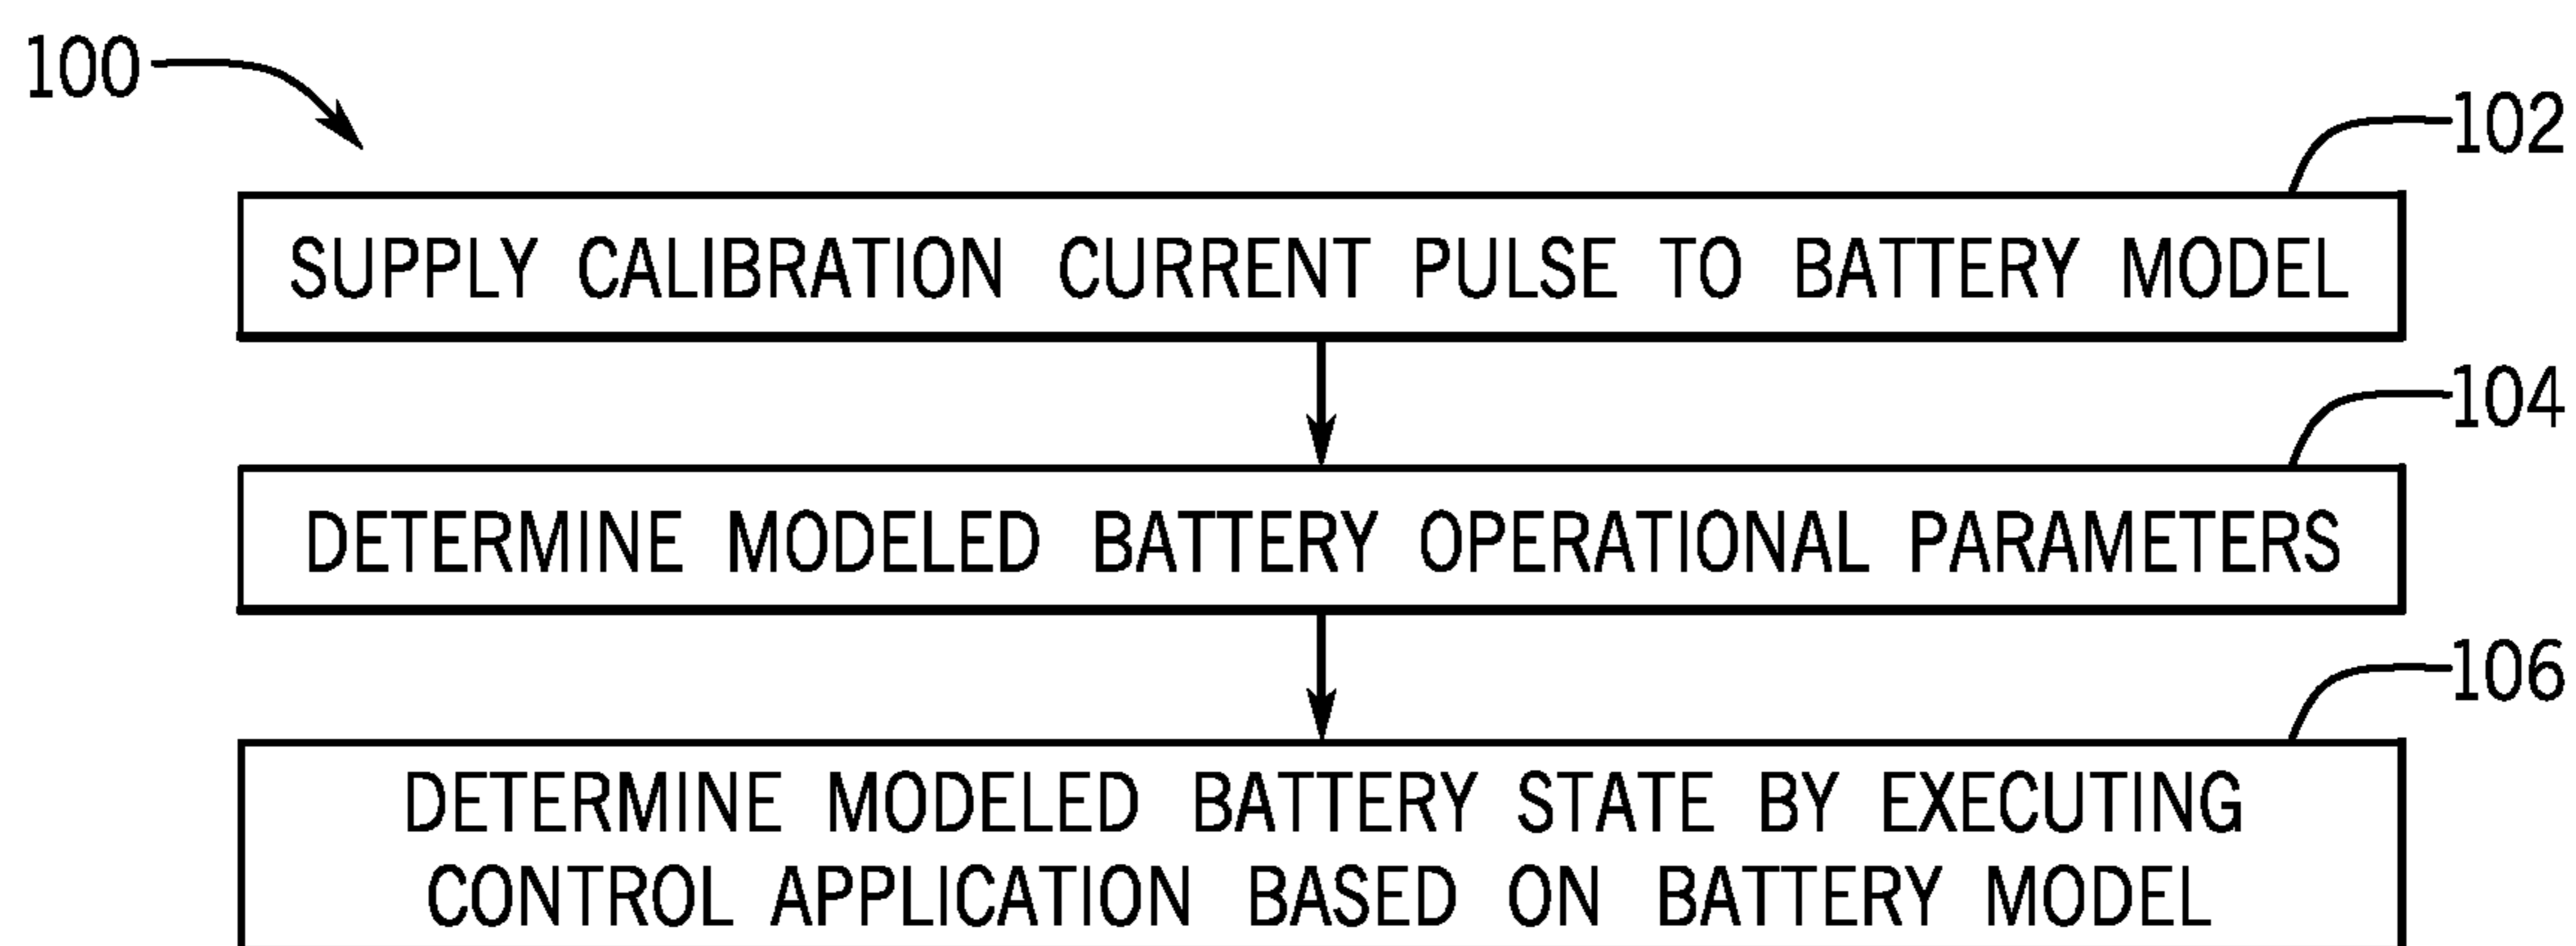 100
102
SUPPLY CALIBRATION CURRENT PULSE TO BATTERY MODEL
104
DETERMINE MODELED BATTERY OPERATIONAL PARAMETERS
106
DETERMINE MODELED BATTERY STATE BY EXECUTING
CONTROL APPLICATION BASED ON BATTERY MODEL